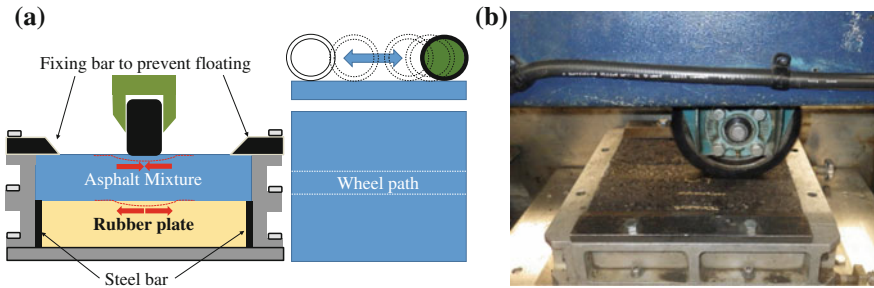 (a)
Fixing bar to prevent floating
Asphalt Mixture
Rubber plate
Steel bar
Wheel path
(b)